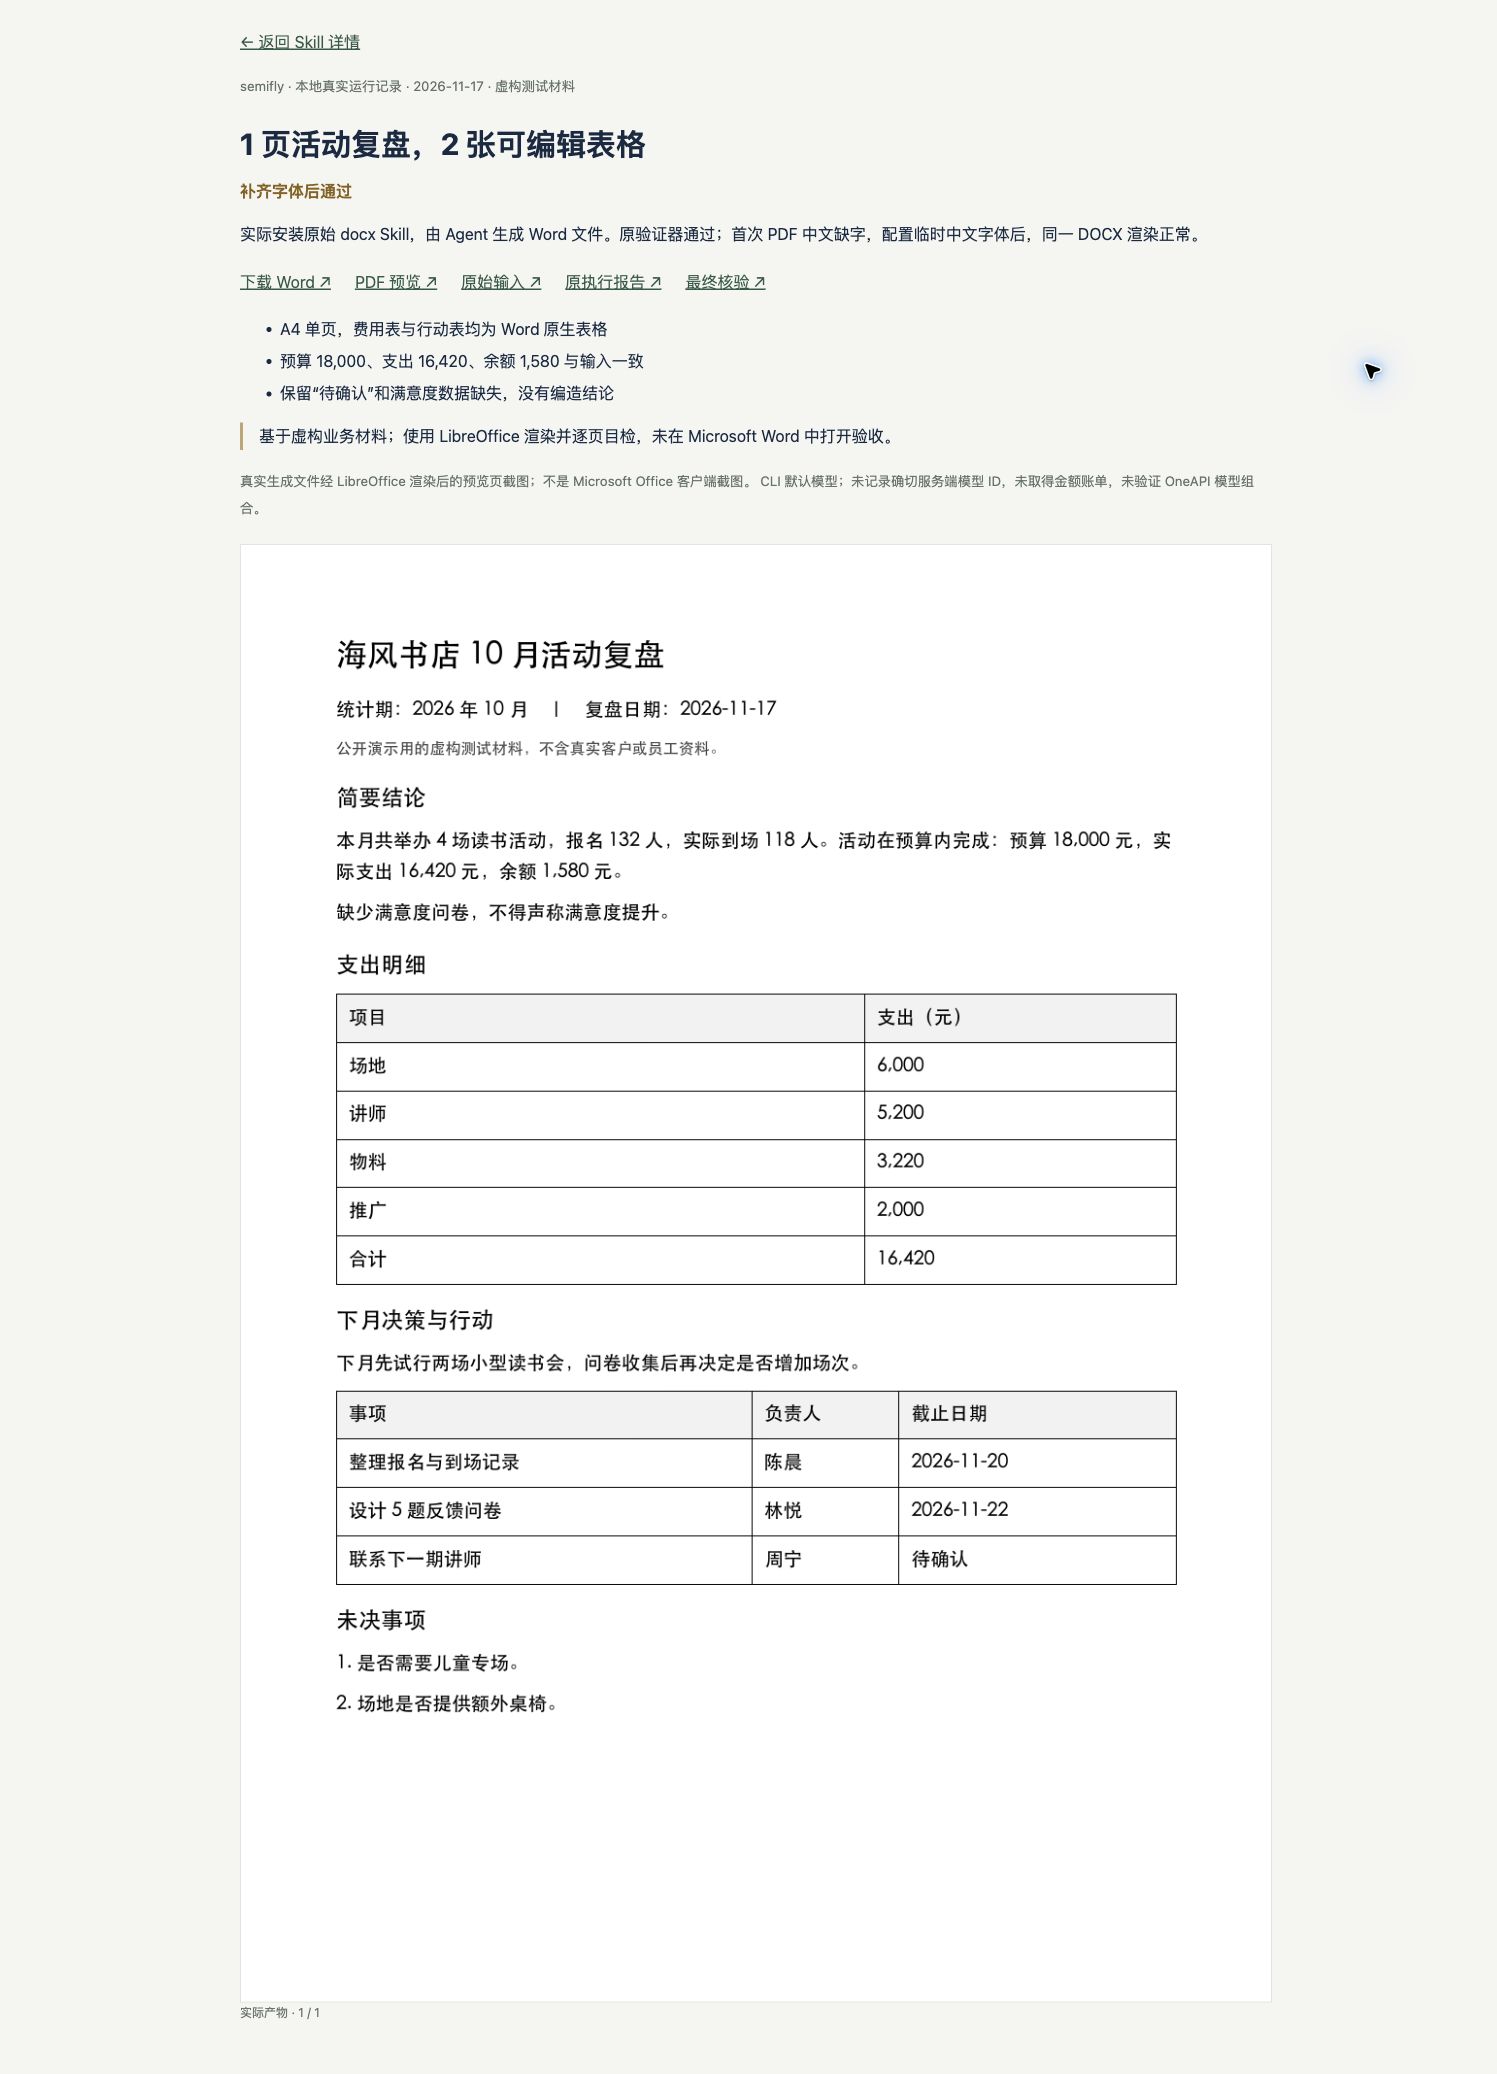 ← 返回 Skill 详情
semifly · 本地真实运行记录 · 2026-11-17 · 虚构测试材料
1 页活动复盘，2 张可编辑表格
补齐字体后通过
实际安装原始 docx Skill，由 Agent 生成 Word 文件。原验证器通过；首次 PDF 中文缺字，配置临时中文字体后，同一 DOCX 渲染正常。
下载 Word ↗ PDF 预览 ↗ 原始输入 ↗ 原执行报告 ↗ 最终核验 ↗
• A4 单页，费用表与行动表均为 Word 原生表格
• 预算 18,000、支出 16,420、余额 1,580 与输入一致
• 保留“待确认”和满意度数据缺失，没有编造结论
基于虚构业务材料；使用 LibreOffice 渲染并逐页目检，未在 Microsoft Word 中打开验收。
真实生成文件经 LibreOffice 渲染后的预览页截图；不是 Microsoft Office 客户端截图。 CLI 默认模型；未记录确切服务端模型 ID，未取得金额账单，未验证 OneAPI 模型组
合。
海风书店 10 月活动复盘
统计期：2026 年 10 月 | 复盘日期：2026-11-17
公开演示用的虚构测试材料，不含真实客户或员工资料。
简要结论
本月共举办 4 场读书活动，报名 132 人，实际到场 118 人。活动在预算内完成：预算 18,000 元，实
际支出 16,420 元，余额 1,580 元。
缺少满意度问卷，不得声称满意度提升。
支出明细
项目 支出（元）
场地 6,000
讲师 5,200
物料 3,220
推广 2,000
合计 16,420
下月决策与行动
下月先试行两场小型读书会，问卷收集后再决定是否增加场次。
事项 负责人 截止日期
整理报名与到场记录 陈晨 2026-11-20
设计 5 题反馈问卷 林悦 2026-11-22
联系下一期讲师 周宁 待确认
未决事项
1. 是否需要儿童专场。
2. 场地是否提供额外桌椅。
实际产物 · 1 / 1